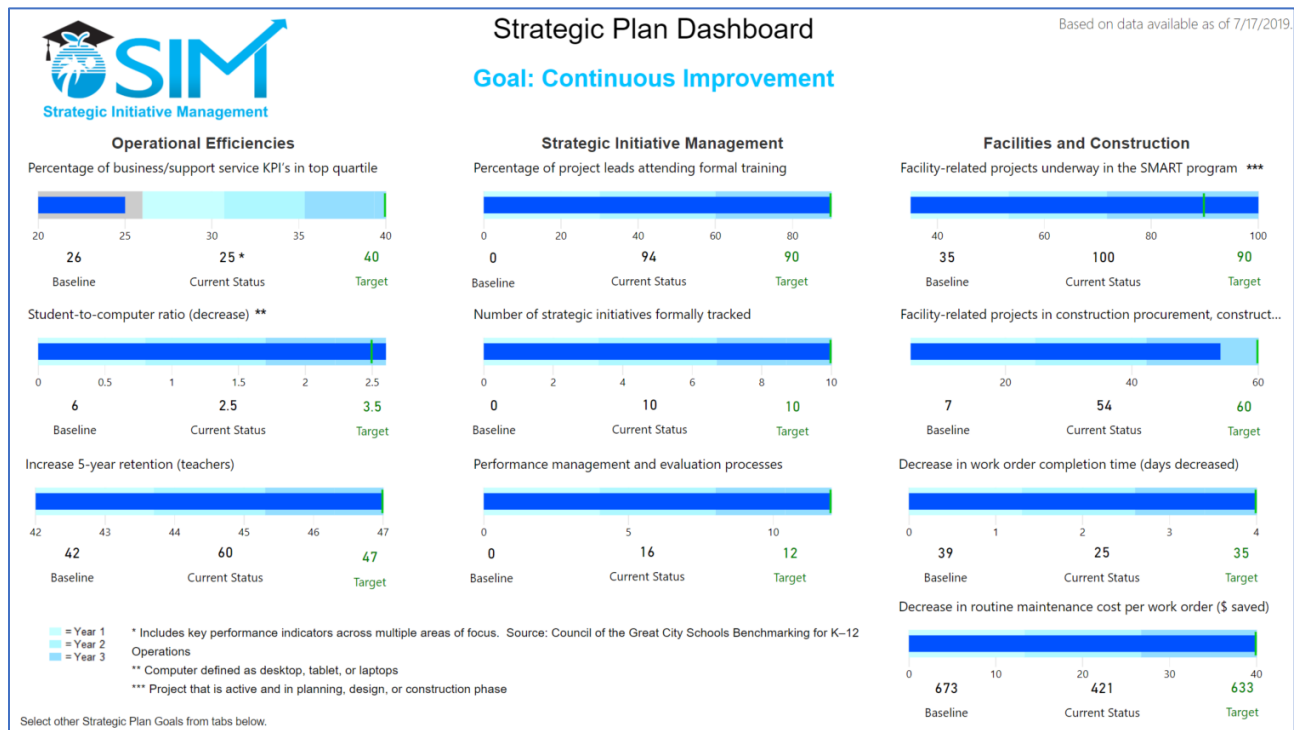 SIM
Strategic Initiative Management
Strategic Plan Dashboard
Goal: Continuous Improvement
Based on data available as of 7/17/2019.
Operational Efficiencies
Percentage of business/support service KPI's in top quartile
20 25 30 35 40
26 25 * 40
Baseline Current Status Target
Student-to-computer ratio (decrease) **
0 0.5 1 1.5 2 2.5
6 2.5 3.5
Baseline Current Status Target
Increase 5-year retention (teachers)
42 43 44 45 46 47
42 60 47
Baseline Current Status Target
Strategic Initiative Management
Percentage of project leads attending formal training
0 20 40 60 80
0 94 90
Baseline Current Status Target
Number of strategic initiatives formally tracked
0 2 4 6 8 10
0 10 10
Baseline Current Status Target
Performance management and evaluation processes
0 5 10
0 16 12
Baseline Current Status Target
Facilities and Construction
Facility-related projects underway in the SMART program ***
40 60 80 100
35 100 90
Baseline Current Status Target
Facility-related projects in construction procurement, construct...
20 40 60
7 54 60
Baseline Current Status Target
Decrease in work order completion time (days decreased)
0 1 2 3 4
39 25 35
Baseline Current Status Target
Decrease in routine maintenance cost per work order ($ saved)
0 10 20 30 40
673 421 633
Baseline Current Status Target
= Year 1
= Year 2
= Year 3
* Includes key performance indicators across multiple areas of focus. Source: Council of the Great City Schools Benchmarking for K–12
Operations
** Computer defined as desktop, tablet, or laptops
*** Project that is active and in planning, design, or construction phase
Select other Strategic Plan Goals from tabs below.